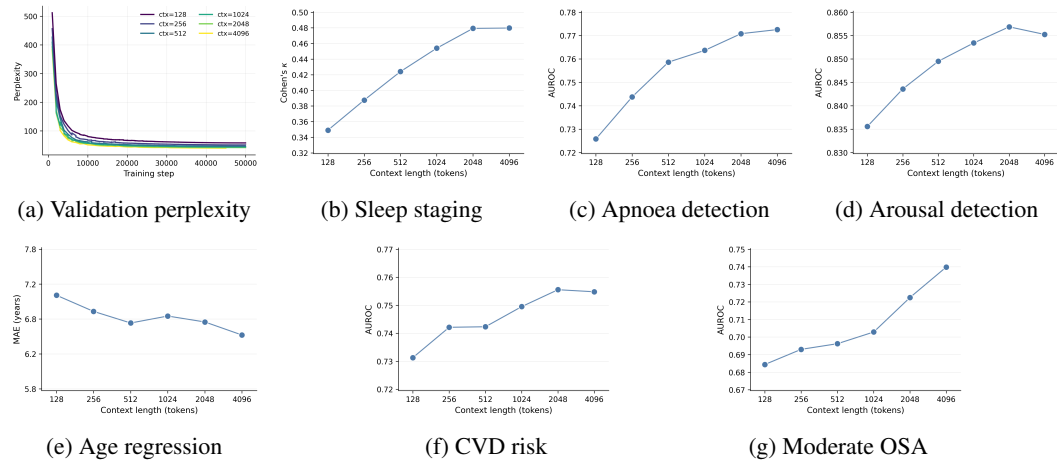 500
400
300
200
100
0
10000
20000
30000
40000
50000
Perplexity
Training step
ctx=128
ctx=256
ctx=512
ctx=1024
ctx=2048
ctx=4096
(a) Validation perplexity
0.50
0.48
0.46
0.44
0.42
0.40
0.38
0.36
0.34
0.32
Cohen's κ
128 256 512 1024 2048 4096
Context length (tokens)
(b) Sleep staging
0.78
0.77
0.76
0.75
0.74
0.73
0.72
AUROC
128 256 512 1024 2048 4096
Context length (tokens)
(c) Apnoea detection
0.860
0.855
0.850
0.845
0.840
0.835
0.830
AUROC
128 256 512 1024 2048 4096
Context length (tokens)
(d) Arousal detection
7.8
7.2
6.8
6.2
5.8
MAE (years)
128 256 512 1024 2048 4096
Context length (tokens)
(e) Age regression
0.77
0.76
0.75
0.74
0.73
0.72
AUROC
128 256 512 1024 2048 4096
Context length (tokens)
(f) CVD risk
0.75
0.74
0.73
0.72
0.71
0.70
0.69
0.68
0.67
AUROC
128 256 512 1024 2048 4096
Context length (tokens)
(g) Moderate OSA